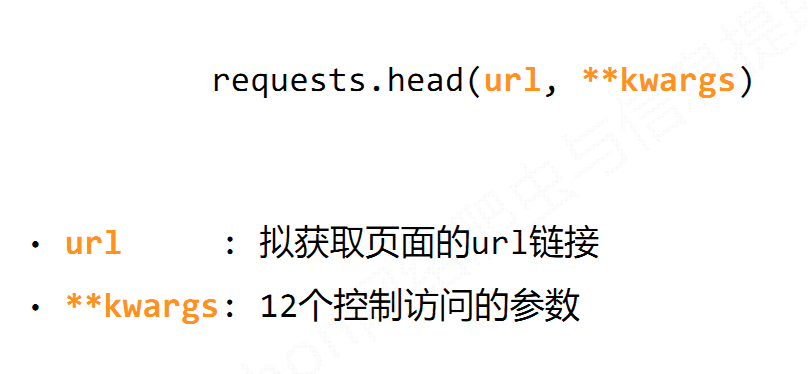 requests.head(url, **kwargs)
• url : 拟获取页面的url链接
• **kwargs: 12个控制访问的参数